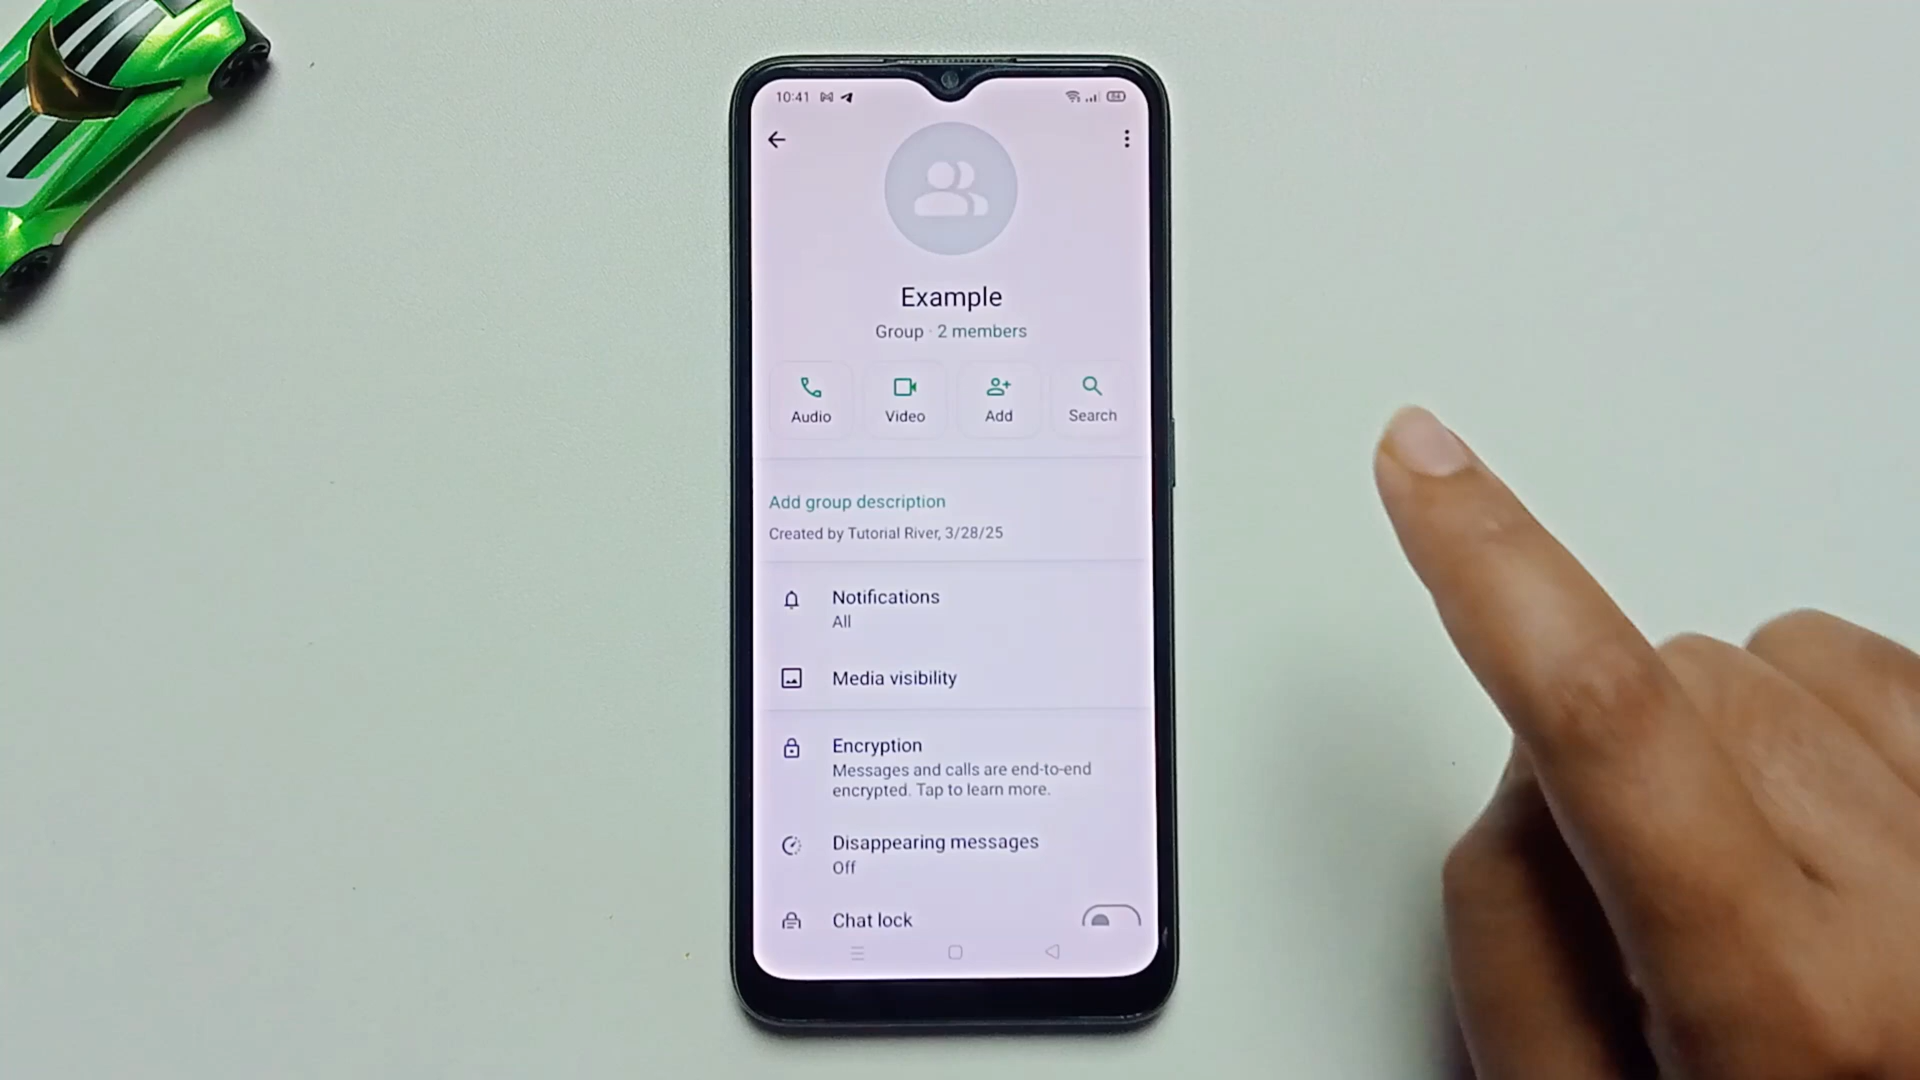 10:41
Example
Group · 2 members
Audio
Video
Add
Search
Add group description
Created by Tutorial River, 3/28/25
Notifications
All
Media visibility
Encryption
Messages and calls are end-to-end
encrypted. Tap to learn more.
Disappearing messages
Off
Chat lock